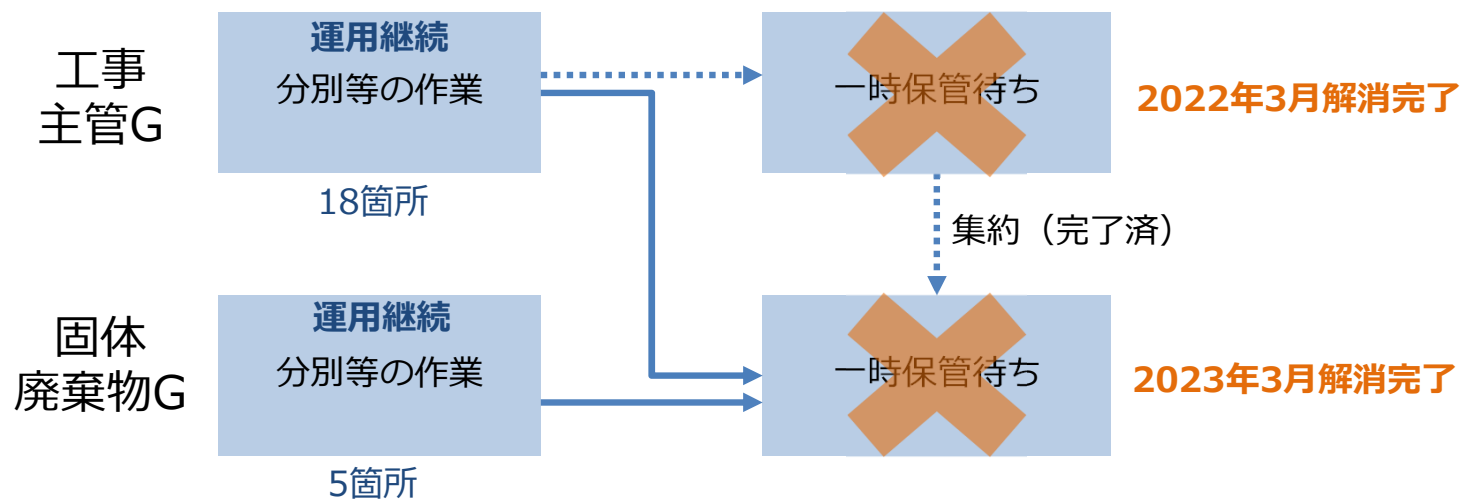 工事
主管G
運用継続
分別等の作業
18箇所
一時保管待ち
2022年3月解消完了
集約（完了済）
固体
廃棄物G
運用継続
分別等の作業
5箇所
一時保管待ち
2023年3月解消完了